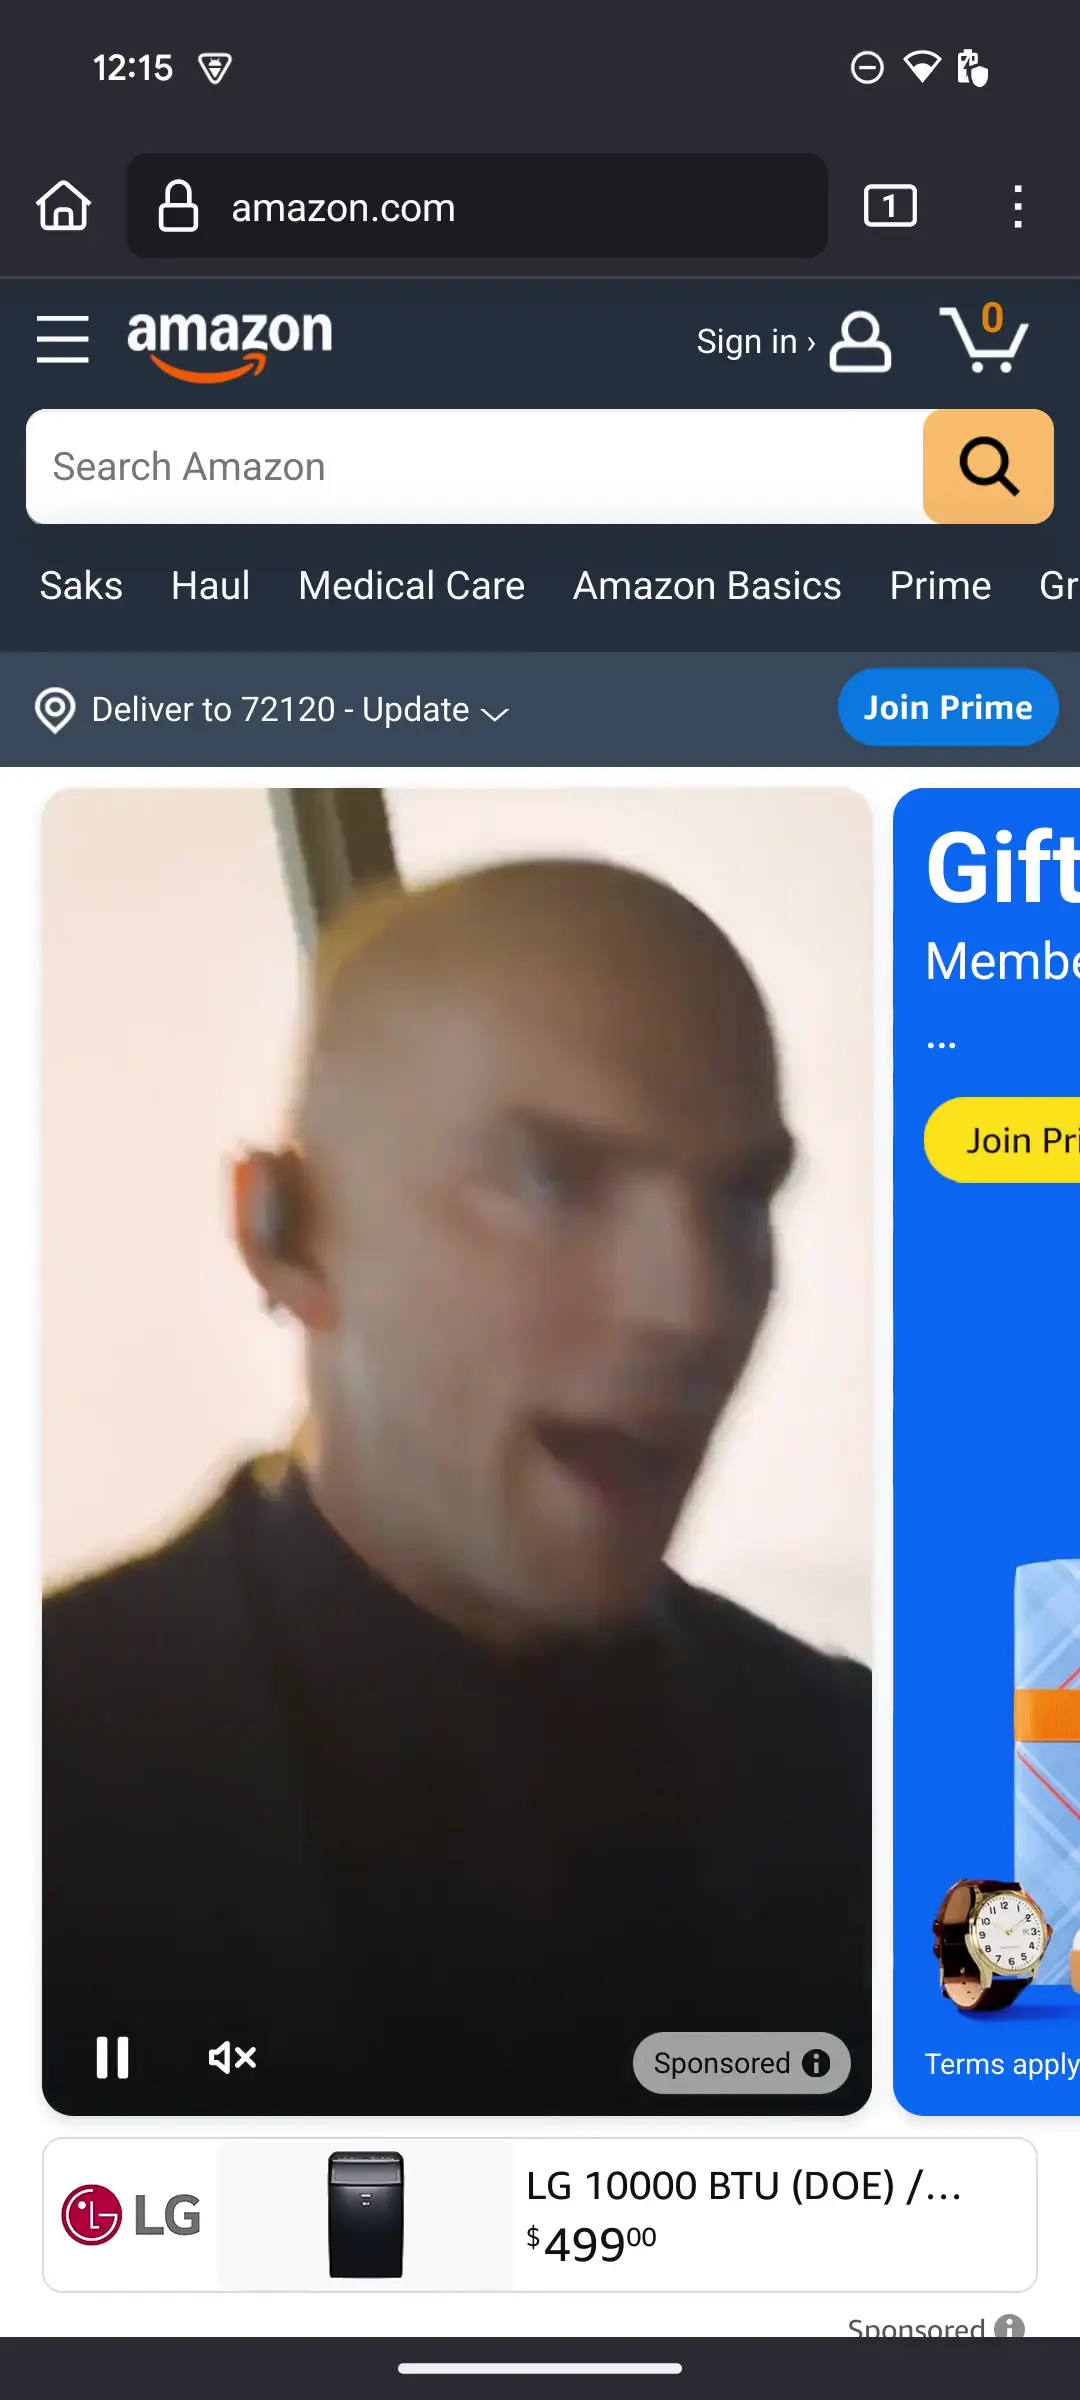 12:15
amazon.com
1
amazon
Sign in ›
0
Search Amazon
Saks Haul Medical Care Amazon Basics Prime Gr
Deliver to 72120 - Update
Join Prime
Gift
Membe
...
Join Pri
Sponsored
Terms apply
LG
LG 10000 BTU (DOE) /...
$49900
Sponsored